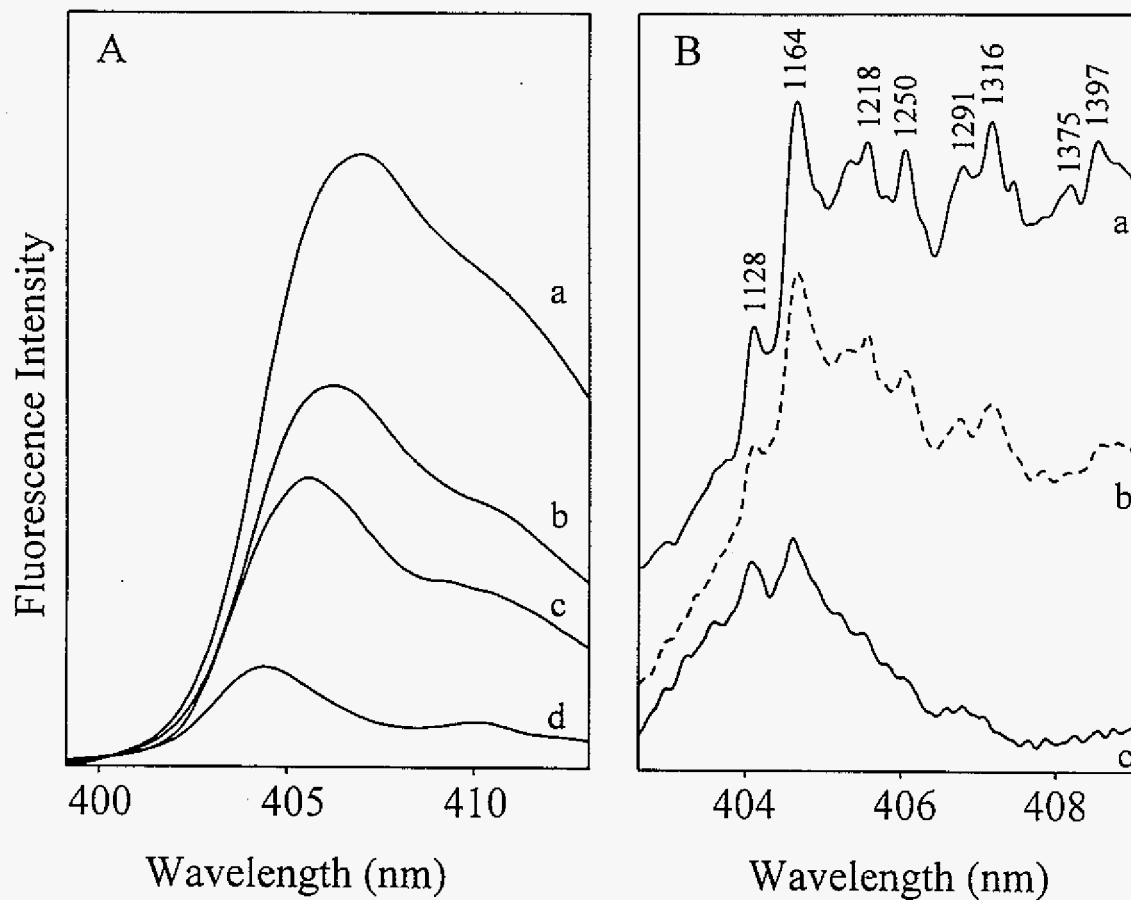 Fluorescence Intensity
A
a
b
c
d
400
405
410
Wavelength (nm)
B
1128
1164
1218
1250
1291
1316
1375
1397
a
b
c
404
406
408
Wavelength (nm)